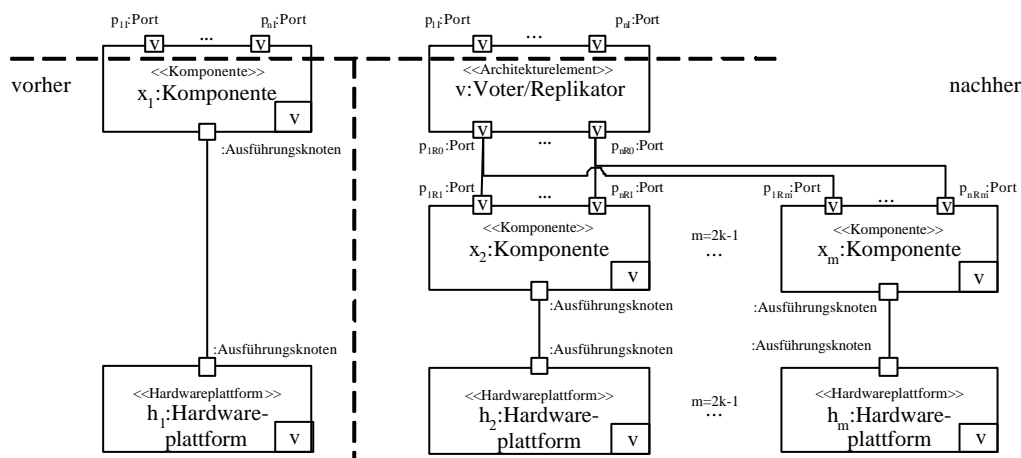 p11:Port ... pn1:Port p1I:Port ... pnI:Port
v v v v
vorher
<<Komponente>>
x1:Komponente
v
<<Architekturelement>>
v:Voter/Replikator
nachher
:Ausführungsknoten
v ... v
p1R0:Port pnR0:Port
p1R1:Port ... pnR1:Port p1Rm:Port ... pnRm:Port
v v v v
<<Komponente>>
x2:Komponente
v
m=2k-1
...
<<Komponente>>
xm:Komponente
v
:Ausführungsknoten :Ausführungsknoten
:Ausführungsknoten :Ausführungsknoten :Ausführungsknoten
<<Hardwareplattform>>
h1:Hardware-
plattform
v
<<Hardwareplattform>>
h2:Hardware-
plattform
v
m=2k-1
...
<<Hardwareplattform>>
hm:Hardware-
plattform
v